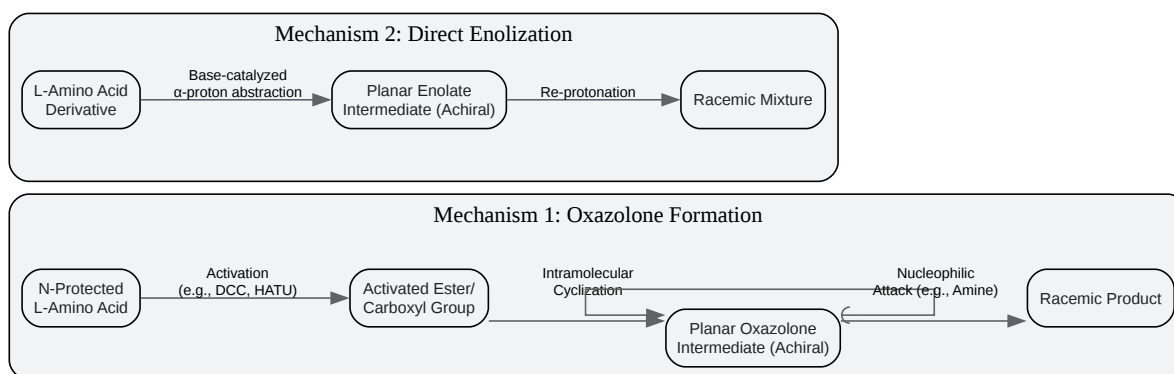 Mechanism 2: Direct Enolization
L-Amino Acid
Derivative
Base-catalyzed
α-proton abstraction
Planar Enolate
Intermediate (Achiral)
Re-protonation
Racemic Mixture
Mechanism 1: Oxazolone Formation
N-Protected
L-Amino Acid
Activation
(e.g., DCC, HATU)
Activated Ester/
Carboxyl Group
Intramolecular
Cyclization
Planar Oxazolone
Intermediate (Achiral)
Nucleophilic
Attack (e.g., Amine)
Racemic Product